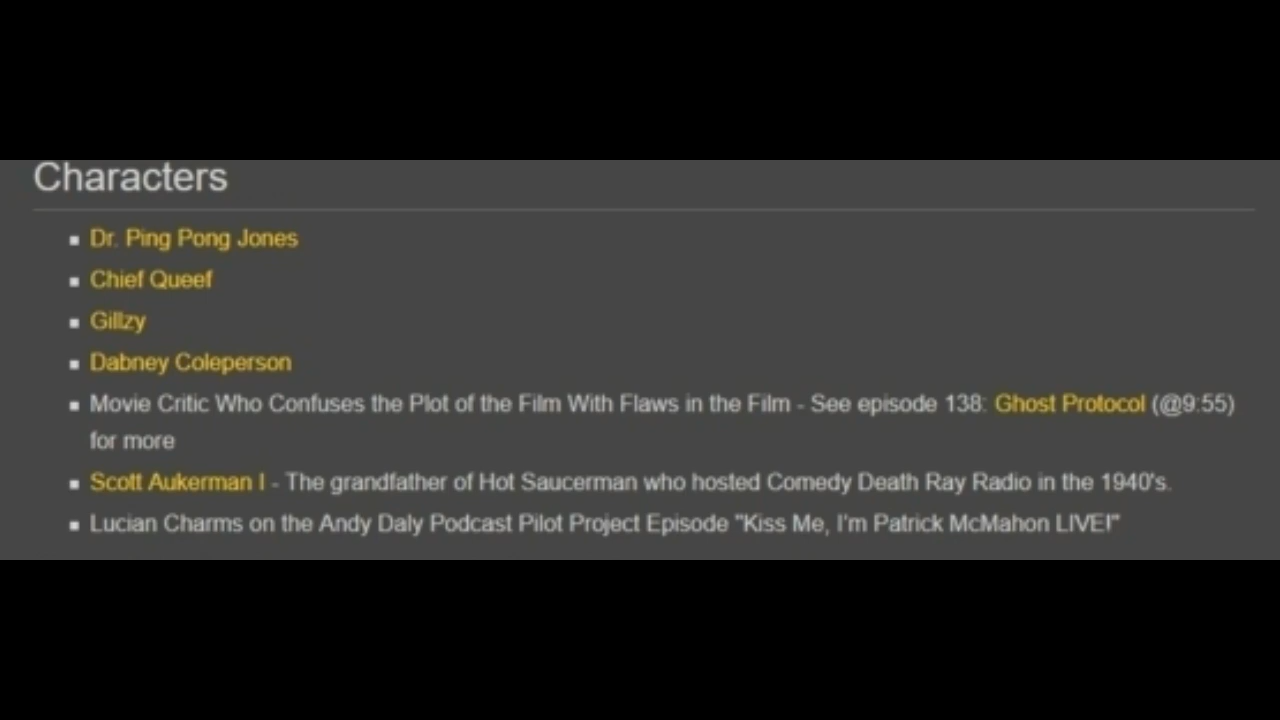 Characters
Dr. Ping Pong Jones
Chief Queef
Gillzy
Dabney Coleperson
Movie Critic Who Confuses the Plot of the Film With Flaws in the Film - See episode 138: Ghost Protocol (@9:55)
for more
Scott Aukerman I - The grandfather of Hot Saucerman who hosted Comedy Death Ray Radio in the 1940's.
Lucian Charms on the Andy Daly Podcast Pilot Project Episode "Kiss Me, I'm Patrick McMahon LIVE!"